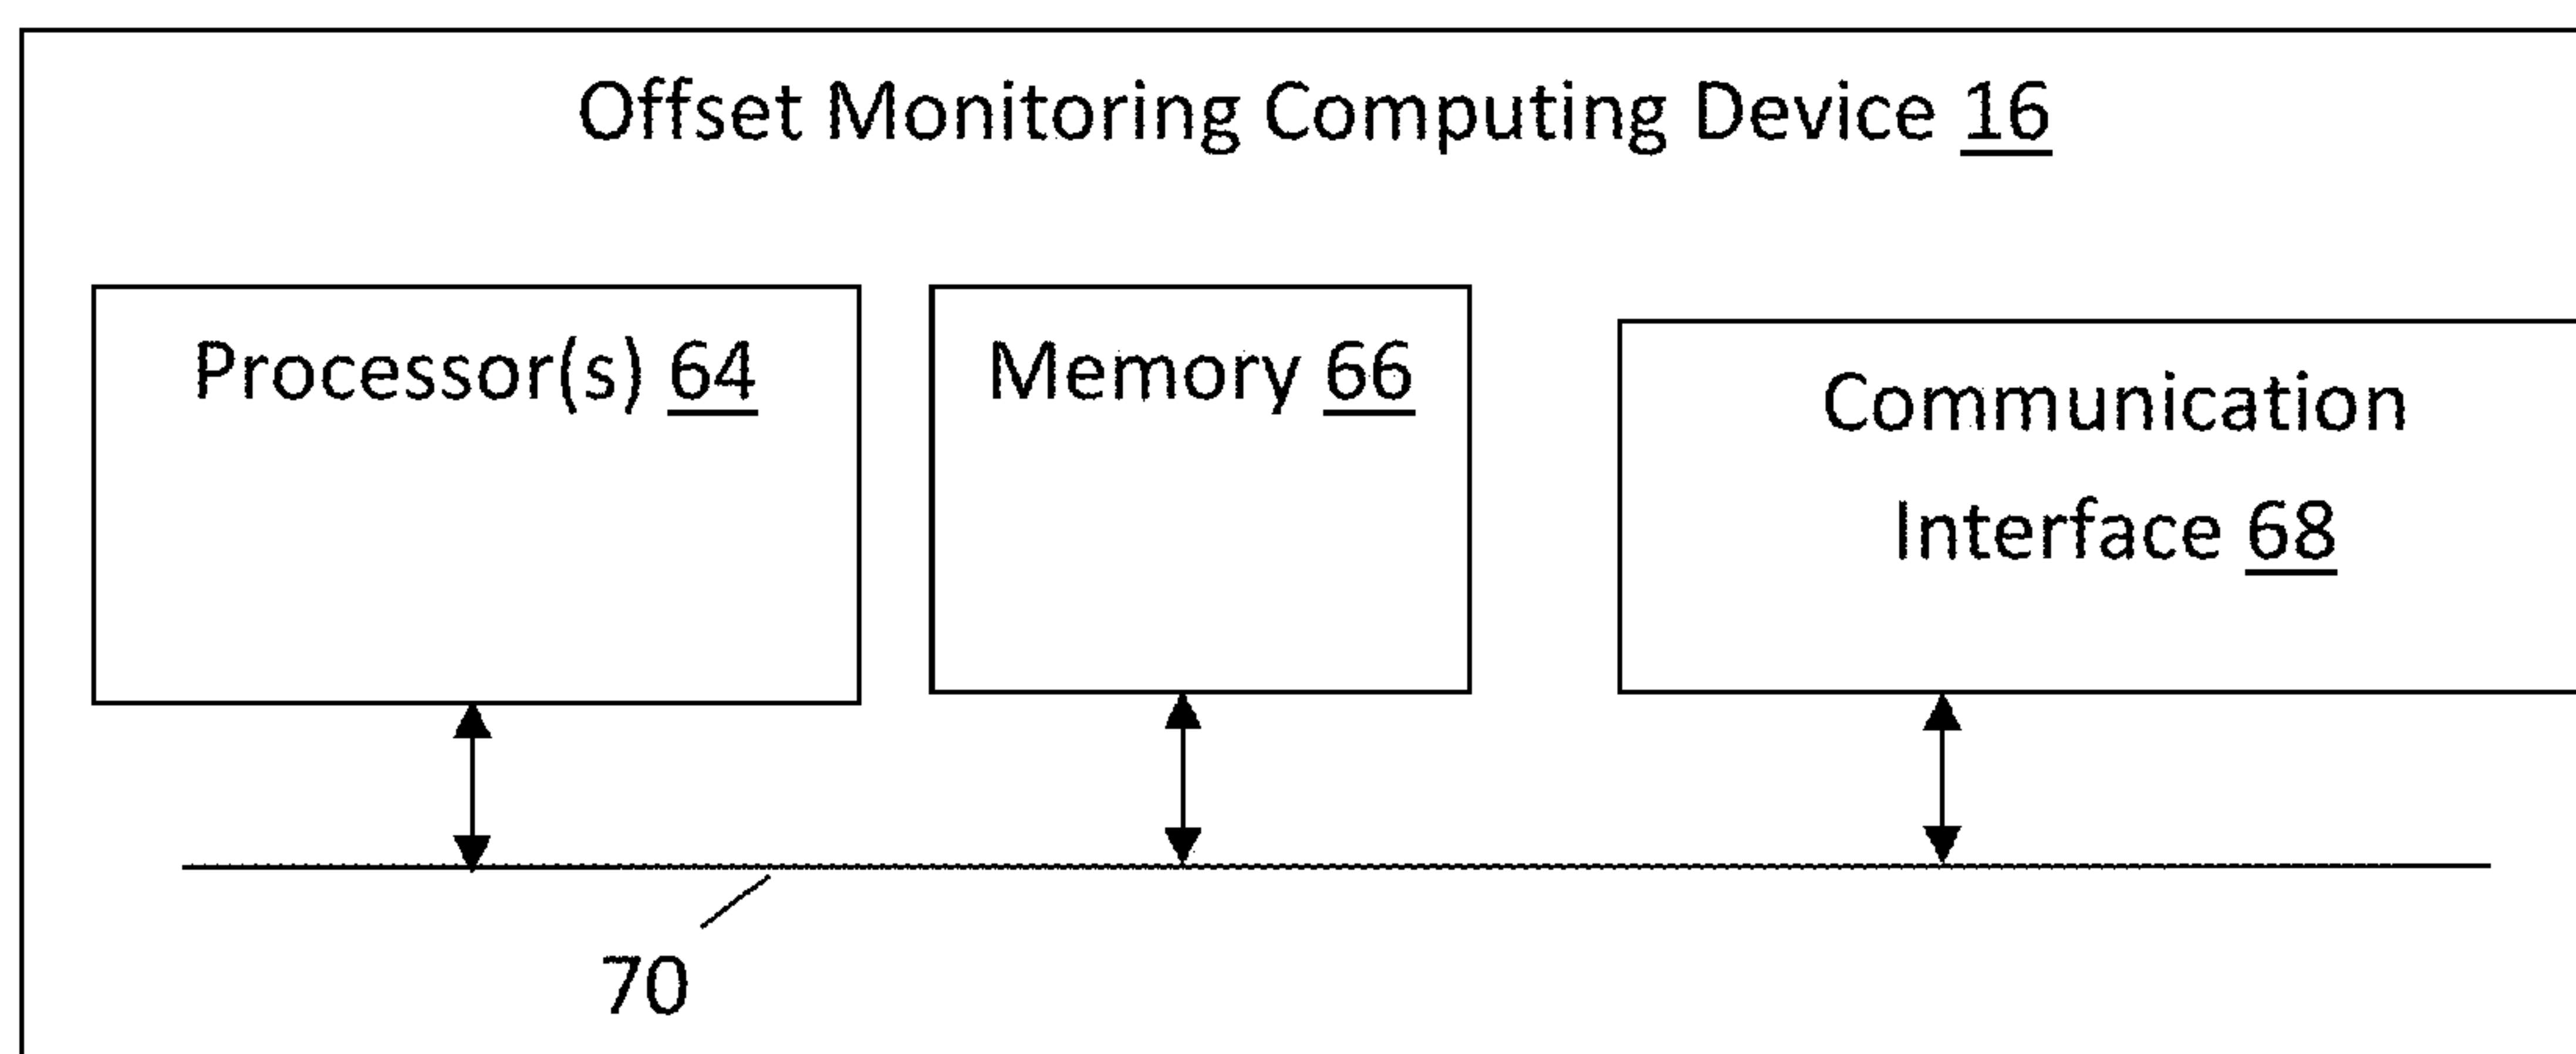 Offset Monitoring Computing Device 16
Processor(s) 64
Memory 66
Communication
Interface 68
70